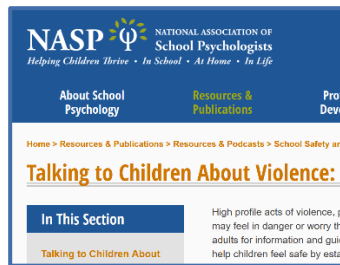 NASP NATIONAL ASSOCIATION OF
School Psychologists
Helping Children Thrive • In School • At Home • In Life
About School
Psychology
Resources &
Publications
Pro
Deve
Home > Resources & Publications > Resources & Podcasts > School Safety an
Talking to Children About Violence:
In This Section
Talking to Children About
High profile acts of violence, p
may feel in danger or worry th
adults for information and gui
help children feel safe by esta